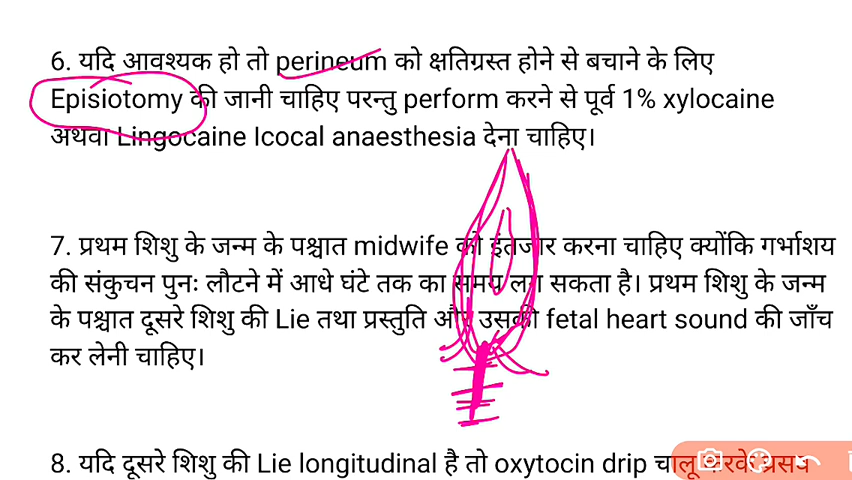 6. यदि आवश्यक हो तो perineum को क्षतिग्रस्त होने से बचाने के लिए
Episiotomy की जानी चाहिए परन्तु perform करने से पूर्व 1% xylocaine
अथवा Lingocaine Icocal anaesthesia देना चाहिए।
7. प्रथम शिशु के जन्म के पश्चात midwife को इंतजार करना चाहिए क्योंकि गर्भाशय
की संकुचन पुनः लौटने में आधे घंटे तक का समय लग सकता है। प्रथम शिशु के जन्म
के पश्चात दूसरे शिशु की Lie तथा प्रस्तुति और उसकी fetal heart sound की जाँच
कर लेनी चाहिए।
8. यदि दूसरे शिशु की Lie longitudinal है तो oxytocin drip चालू करके प्रसव